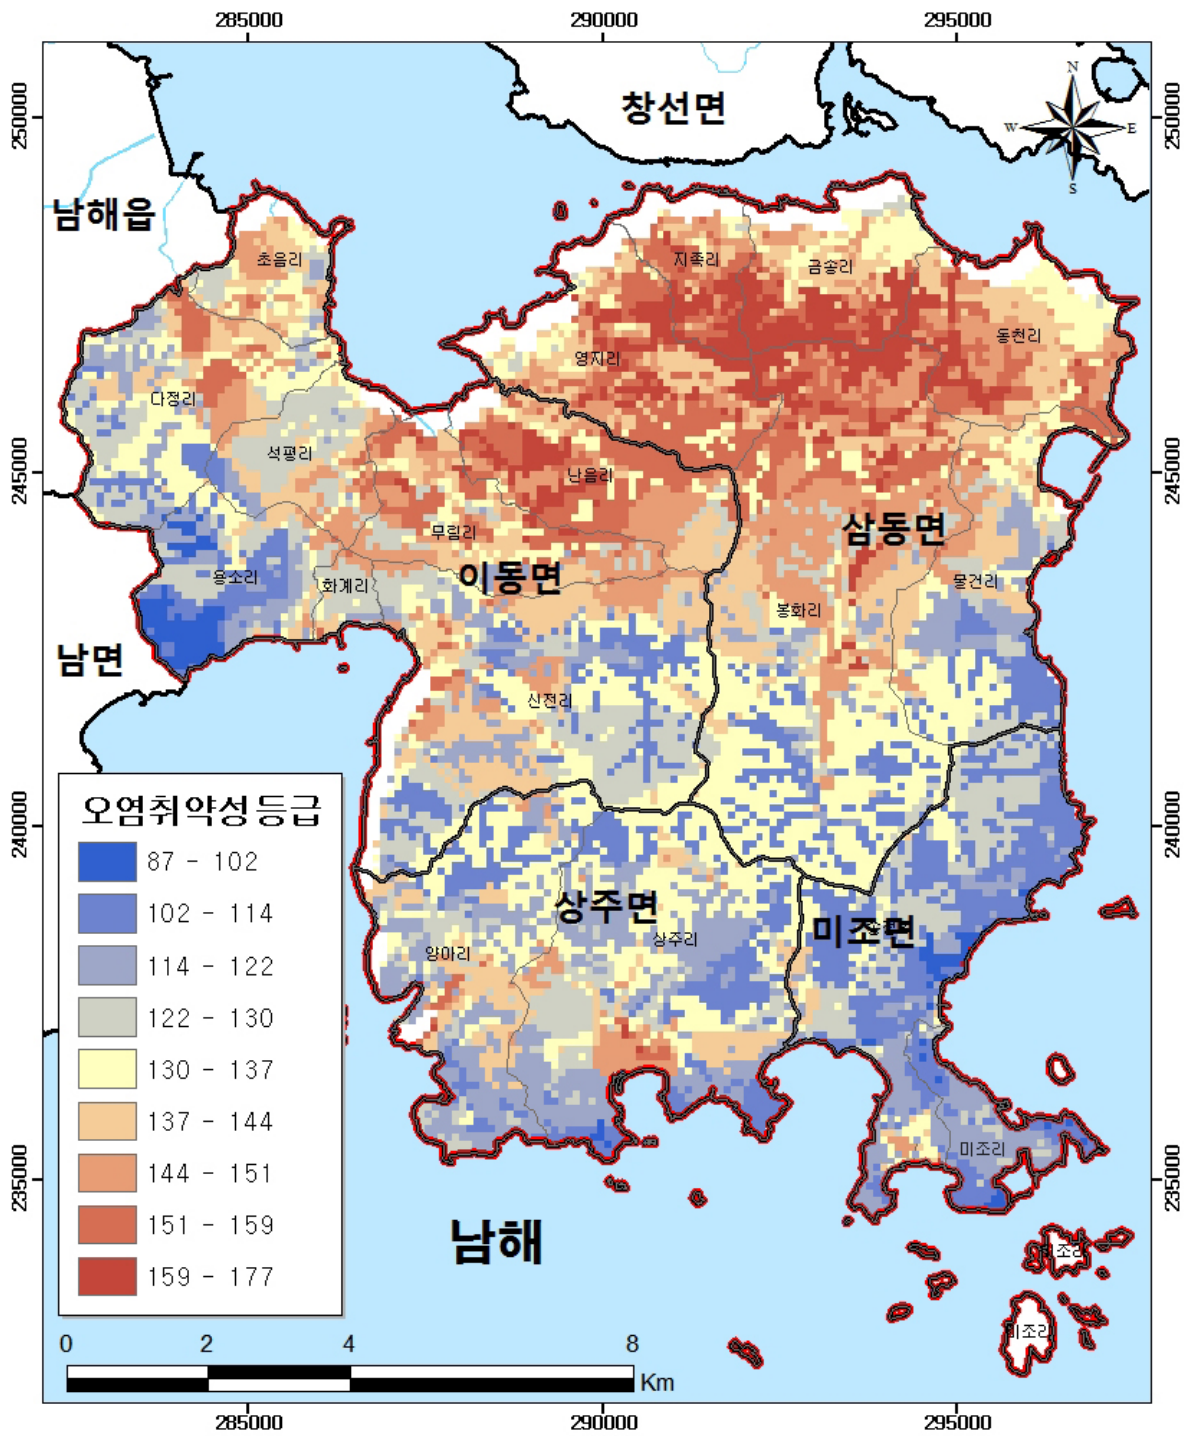 285000
290000
295000
250000
250000
N
W
E
S
창선면
남해읍
초음리
지족리
금송리
동천리
영지리
다정리
석평리
245000
245000
난음리
무림리
삼동면
용소리
화계리
이동면
물건리
봉화리
남면
신전리
오염취약성등급
87 - 102
102 - 114
114 - 122
122 - 130
130 - 137
137 - 144
144 - 151
151 - 159
159 - 177
240000
240000
상주면
미조면
상주리
양아리
미조리
235000
235000
남해
미조리
미조리
0
2
4
8
Km
285000
290000
295000